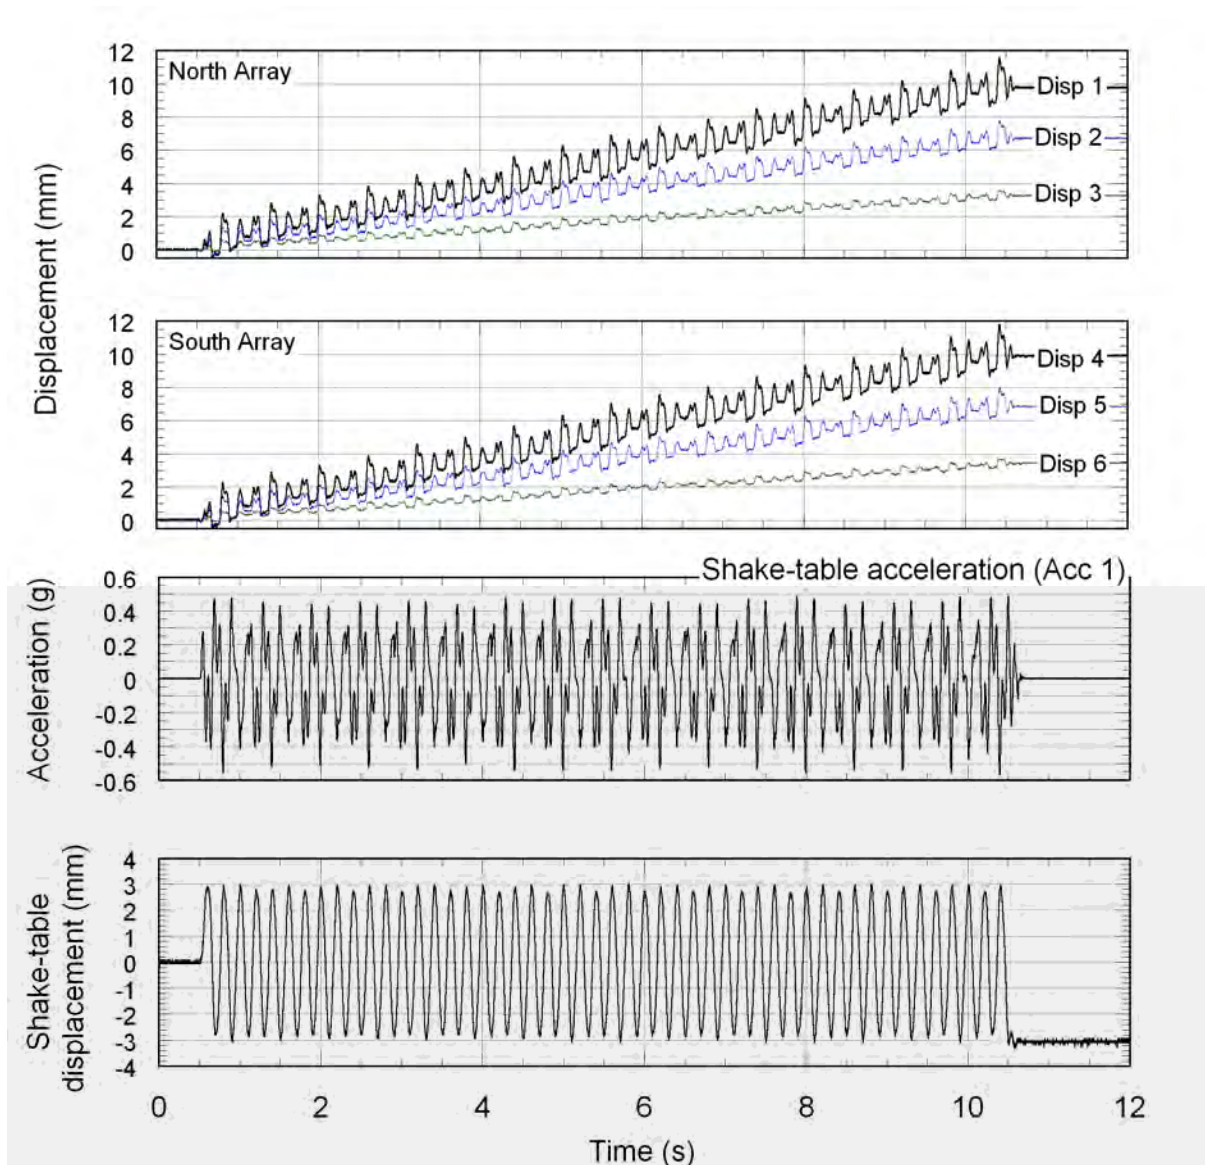 12
North Array
10
Disp 1
8
Disp 2
6
4
Disp 3
2
0
Displacement (mm)
12
South Array
10
Disp 4
8
Disp 5
6
4
Disp 6
2
0
0.6
Shake-table acceleration (Acc 1)
0.4
0.2
0
-0.2
-0.4
-0.6
Acceleration (g)
4
3
2
1
0
-1
-2
-3
-4
Shake-table
displacement (mm)
0 2 4 6 8 10 12
Time (s)